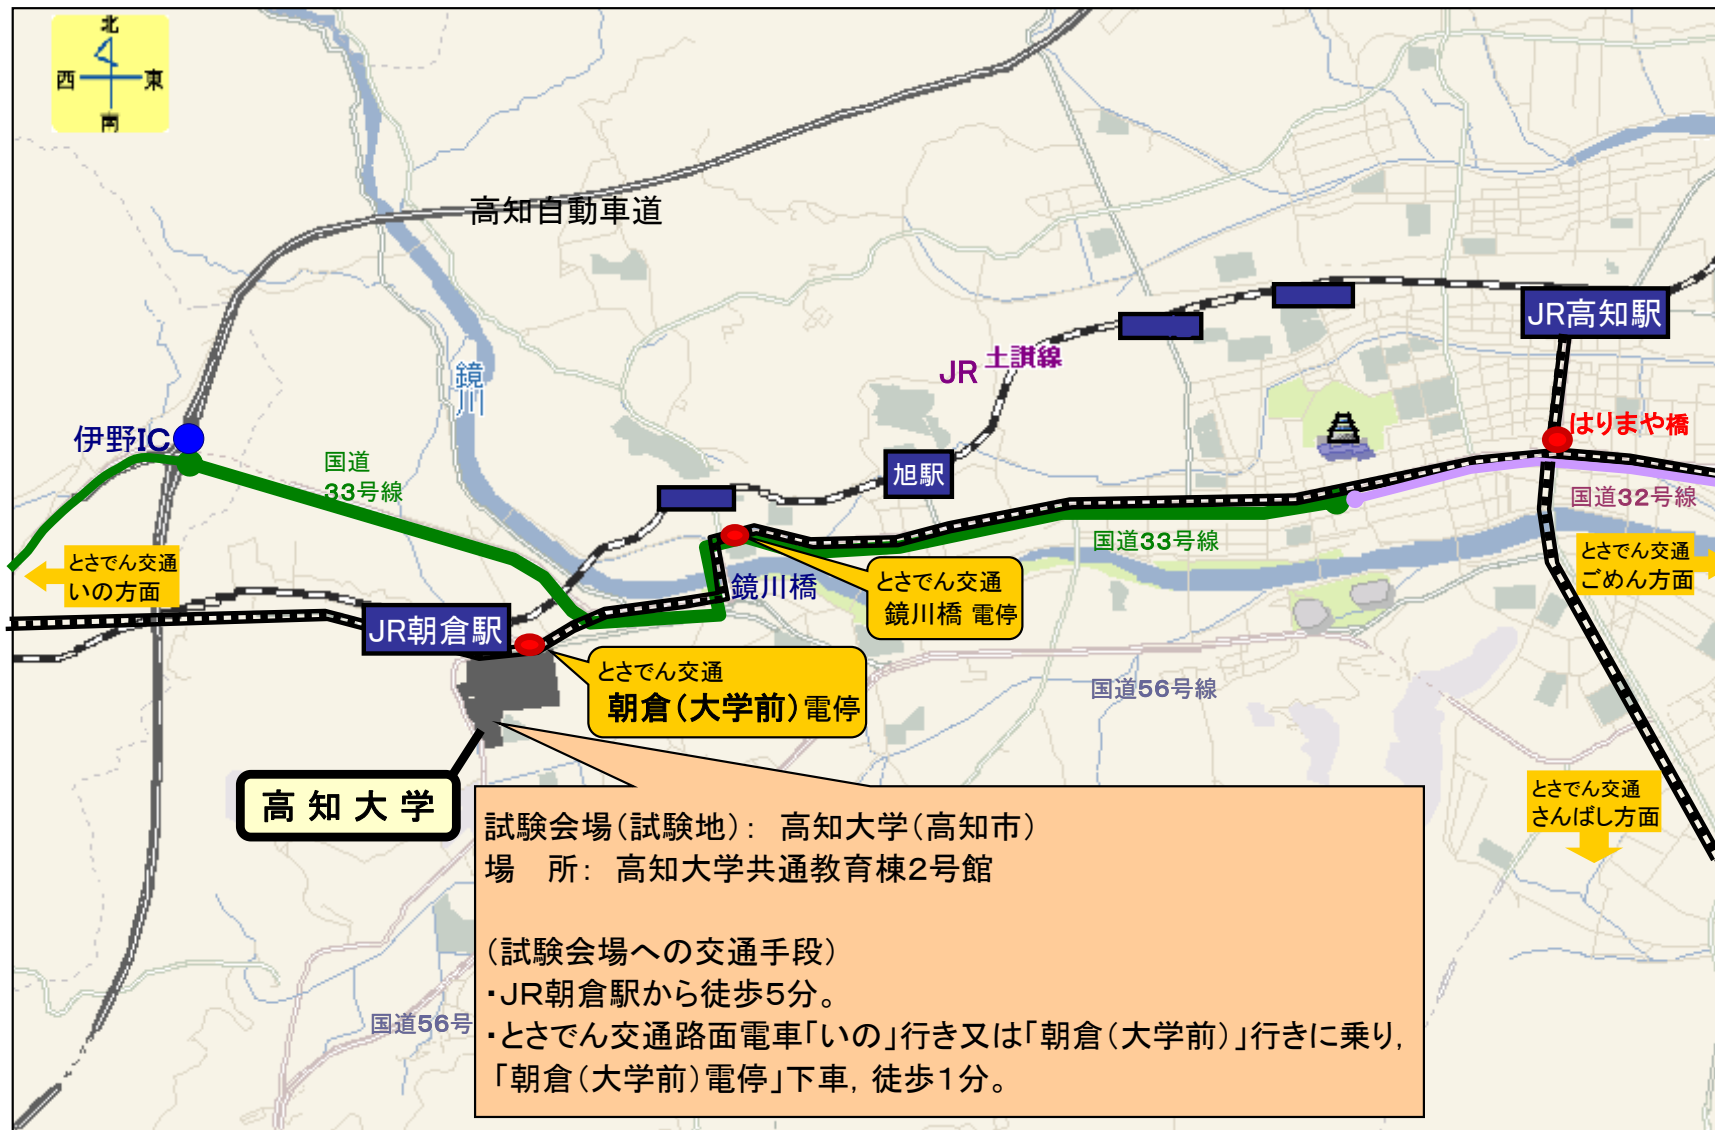 北
西 東
南
高知自動車道
JR高知駅
JR 土讃線
鏡川
はりまや橋
伊野IC
国道
33号線
旭駅
国道32号線
国道33号線
とさでん交通
いの方面
とさでん交通
ごめん方面
鏡川橋
とさでん交通
鏡川橋 電停
JR朝倉駅
とさでん交通
朝倉(大学前)電停
国道56号線
高 知 大 学
とさでん交通
さんばし方面
試験会場(試験地): 高知大学(高知市)
場 所: 高知大学共通教育棟2号館
(試験会場への交通手段)
・JR朝倉駅から徒歩5分。
国道56号
・とさでん交通路面電車「いの」行き又は「朝倉(大学前)」行きに乗り,
「朝倉(大学前)電停」下車, 徒歩1分。